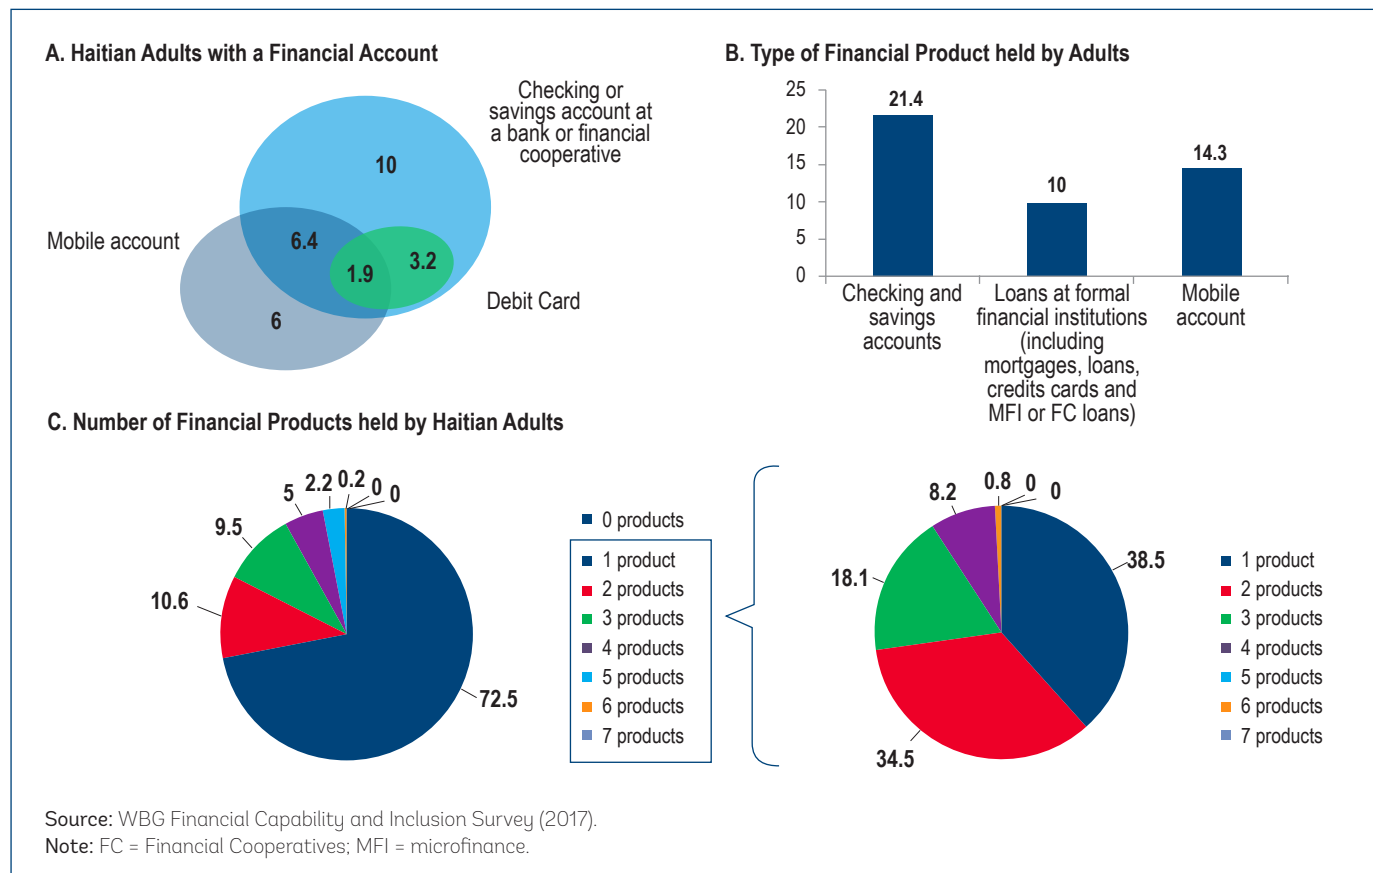 A. Haitian Adults with a Financial Account
Checking or
savings account at
a bank or financial
cooperative
10
Mobile account
6.4
1.9
3.2
Debit Card
6
B. Type of Financial Product held by Adults
25
20
15
10
5
0
21.4
10
14.3
Checking and
savings
accounts
Loans at formal
financial institutions
(including
mortgages, loans,
credits cards and
MFI or FC loans)
Mobile
account
C. Number of Financial Products held by Haitian Adults
72.5
10.6
9.5
5
2.2
0.2
0
0
0 products
1 product
2 products
3 products
4 products
5 products
6 products
7 products
38.5
34.5
18.1
8.2
0.8
0
0
1 product
2 products
3 products
4 products
5 products
6 products
7 products
Source: WBG Financial Capability and Inclusion Survey (2017).
Note: FC = Financial Cooperatives; MFI = microfinance.